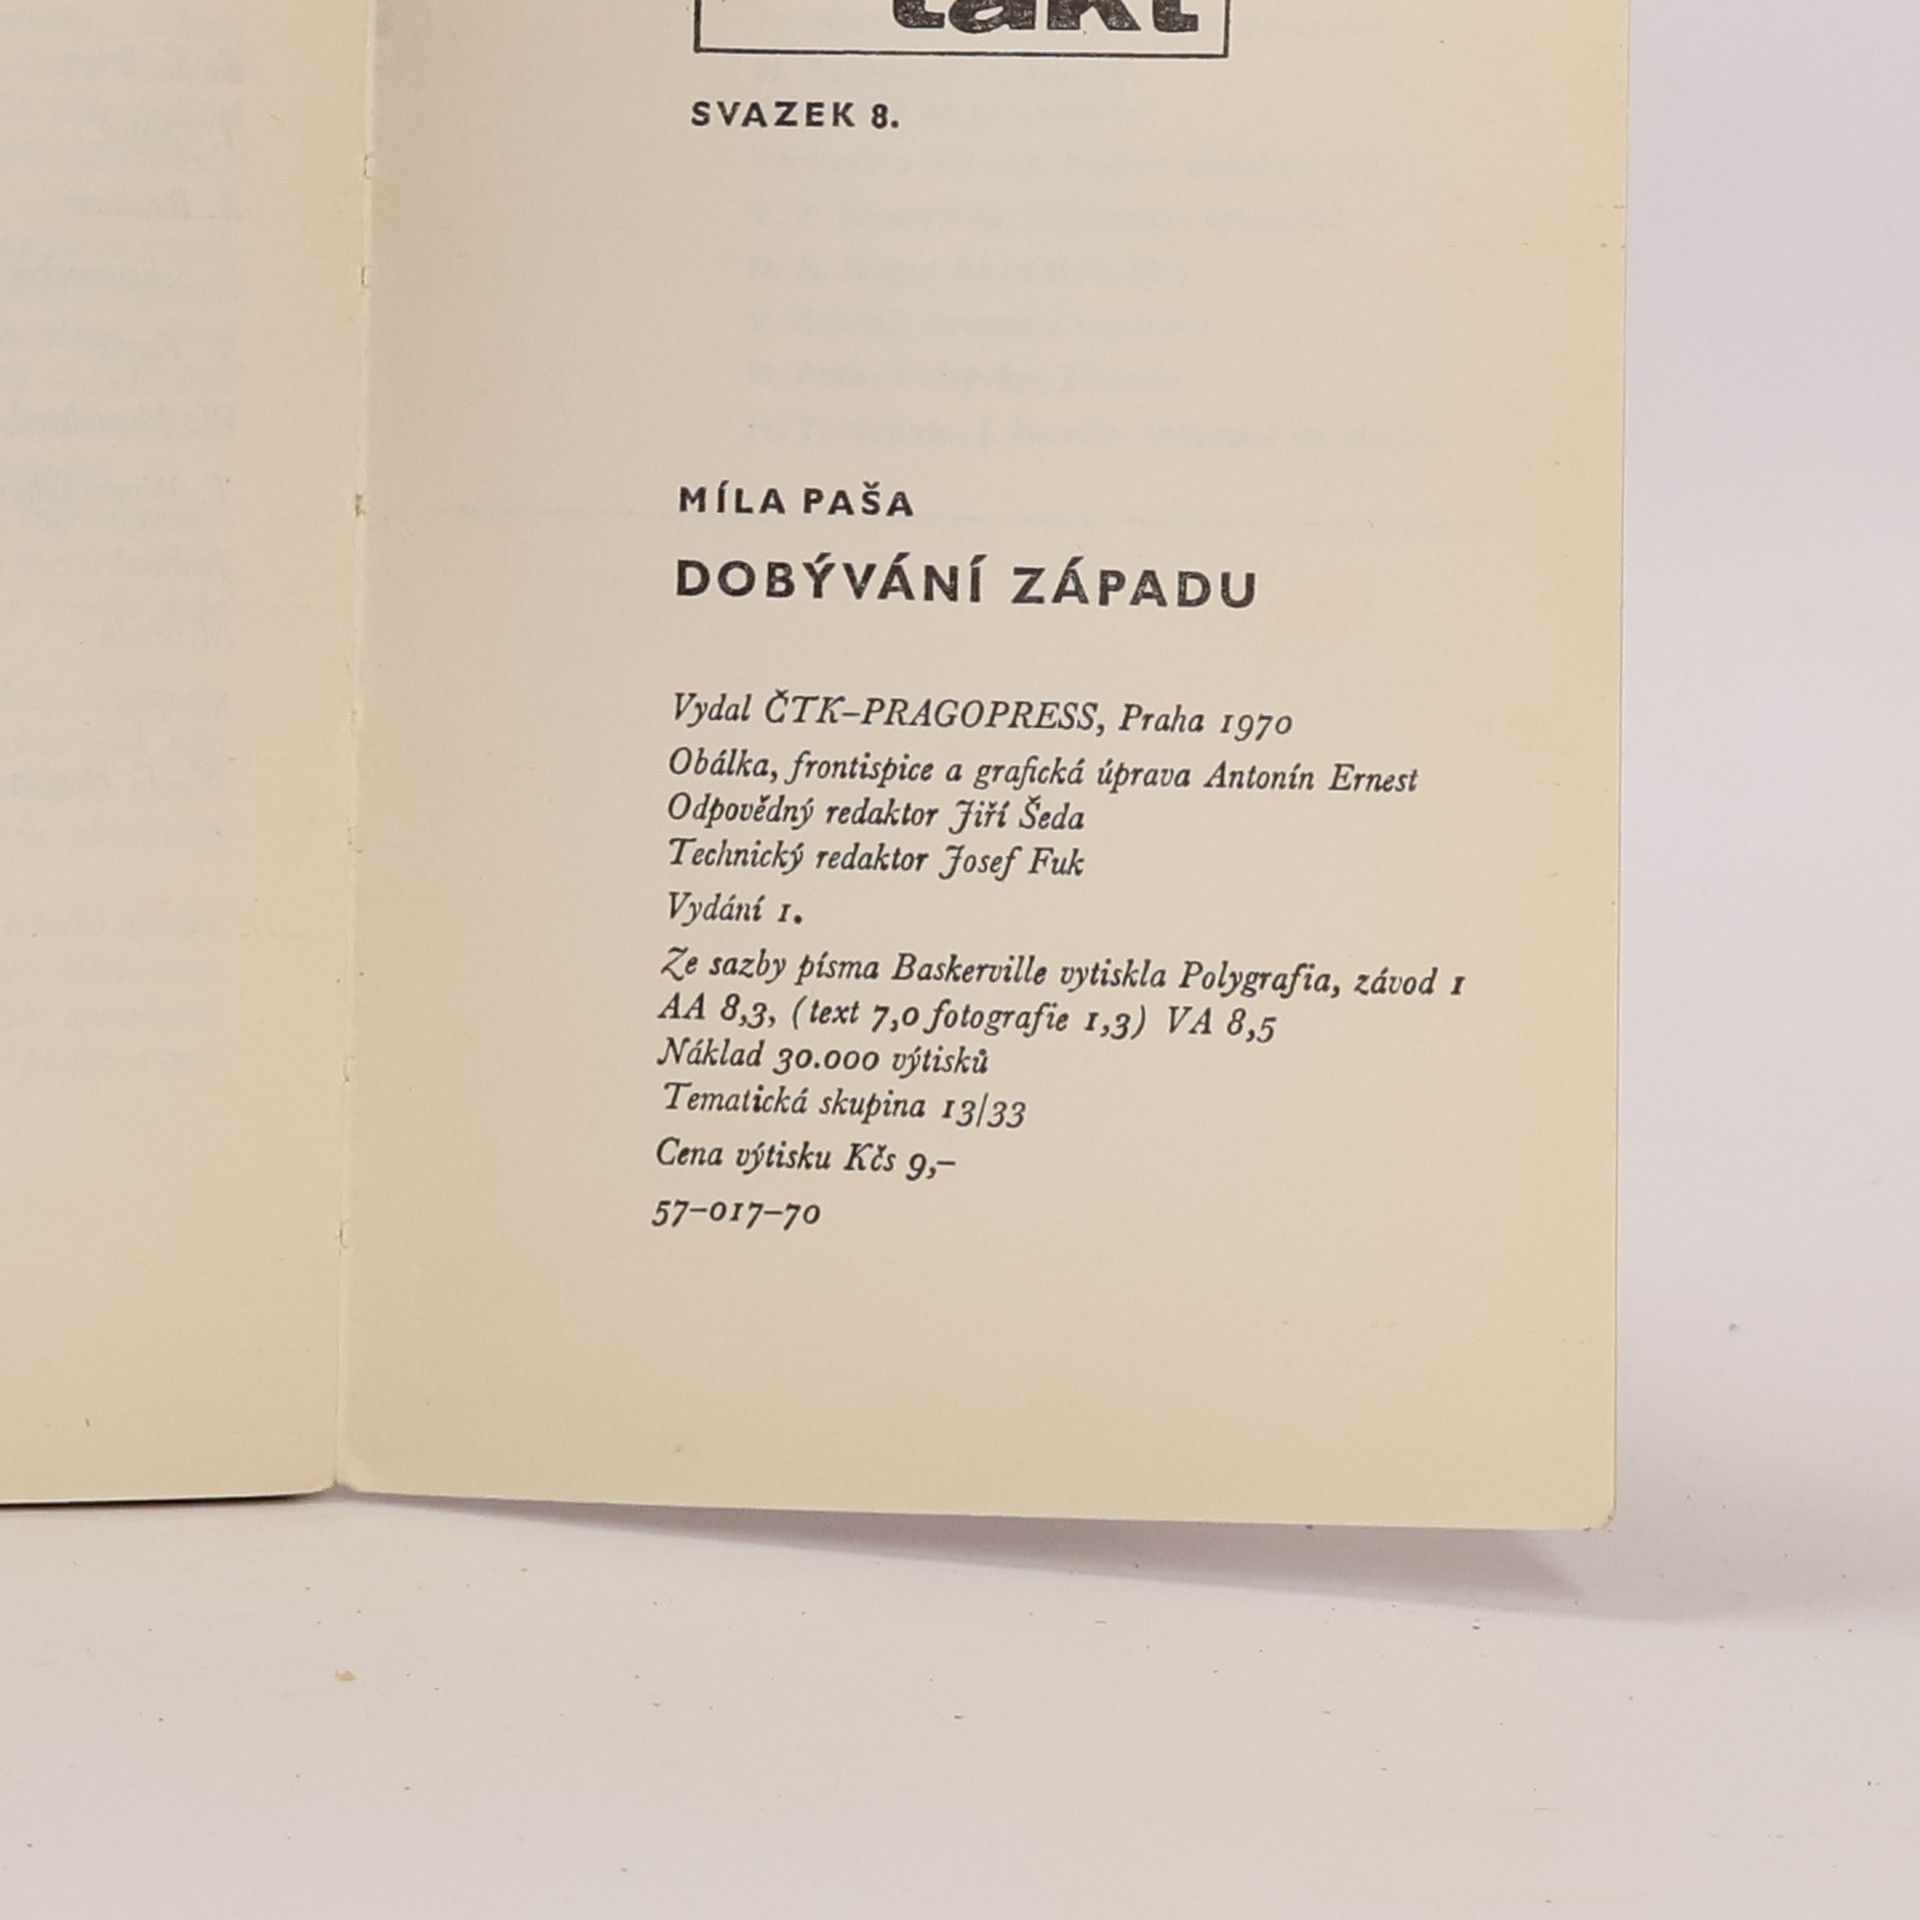 takt
SVAZEK 8.
MÍLA PAŠA
DOBÝVÁNÍ ZÁPADU
Vydal ČTK–PRAGOPRESS, Praha 1970
Obálka, frontispice a grafická úprava Antonín Ernest
Odpovědný redaktor Jiří Šeda
Technický redaktor Josef Fuk
Vydání 1.
Ze sazby písma Baskerville vytiskla Polygrafia, závod 1
AA 8,3, (text 7,0 fotografie 1,3) VA 8,5
Náklad 30.000 výtisků
Tematická skupina 13/33
Cena výtisku Kčs 9,–
57–017–70